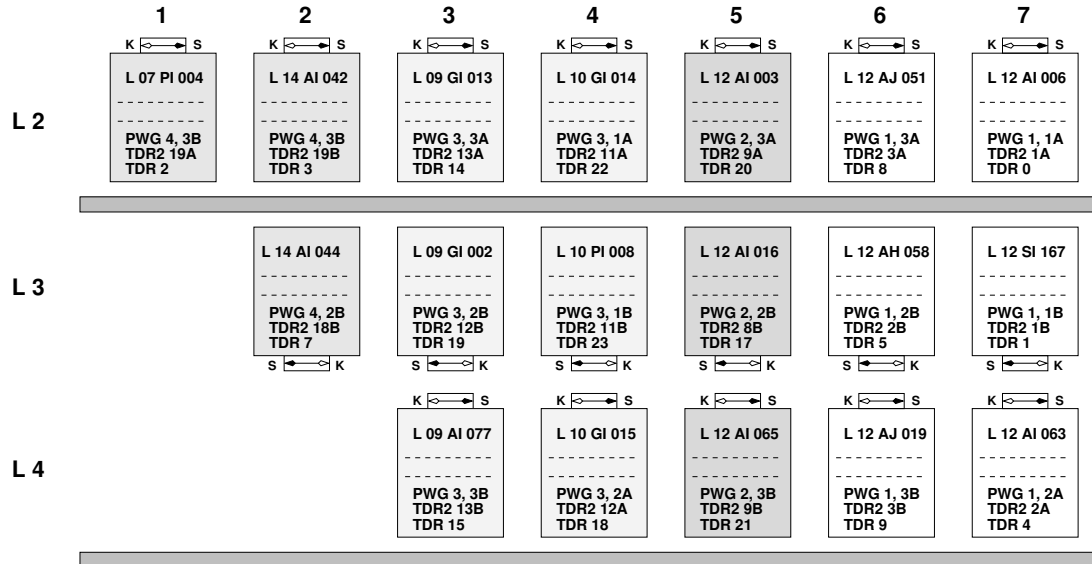 1 2 3 4 5 6 7
K S K S K S K S K S K S K S
L 2
L 07 PI 004
PWG 4, 3B
TDR2 19A
TDR 2
L 14 AI 042
PWG 4, 3B
TDR2 19B
TDR 3
L 09 GI 013
PWG 3, 3A
TDR2 13A
TDR 14
L 10 GI 014
PWG 3, 1A
TDR2 11A
TDR 22
L 12 AI 003
PWG 2, 3A
TDR2 9A
TDR 20
L 12 AJ 051
PWG 1, 3A
TDR2 3A
TDR 8
L 12 AI 006
PWG 1, 1A
TDR2 1A
TDR 0
L 3
L 14 AI 044
PWG 4, 2B
TDR2 18B
TDR 7
L 09 GI 002
PWG 3, 2B
TDR2 12B
TDR 19
L 10 PI 008
PWG 3, 1B
TDR2 11B
TDR 23
L 12 AI 016
PWG 2, 2B
TDR2 8B
TDR 17
L 12 AH 058
PWG 1, 2B
TDR2 2B
TDR 5
L 12 SI 167
PWG 1, 1B
TDR2 1B
TDR 1
S K S K S K S K S K S K
K S K S K S K S K S
L 4
L 09 AI 077
PWG 3, 3B
TDR2 13B
TDR 15
L 10 GI 015
PWG 3, 2A
TDR2 12A
TDR 18
L 12 AI 065
PWG 2, 3B
TDR2 9B
TDR 21
L 12 AJ 019
PWG 1, 3B
TDR2 3B
TDR 9
L 12 AI 063
PWG 1, 2A
TDR2 2A
TDR 4